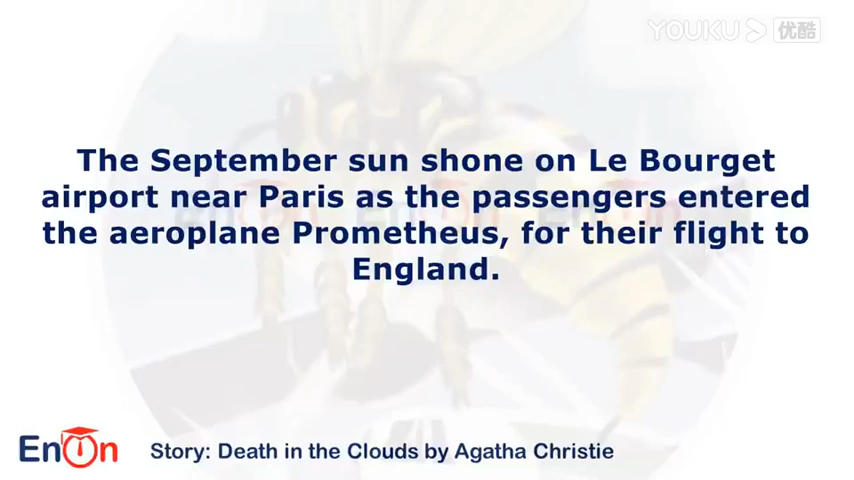 YOUKU 优酷
The September sun shone on Le Bourget
airport near Paris as the passengers entered
the aeroplane Prometheus, for their flight to
England.
EnOn
Story: Death in the Clouds by Agatha Christie